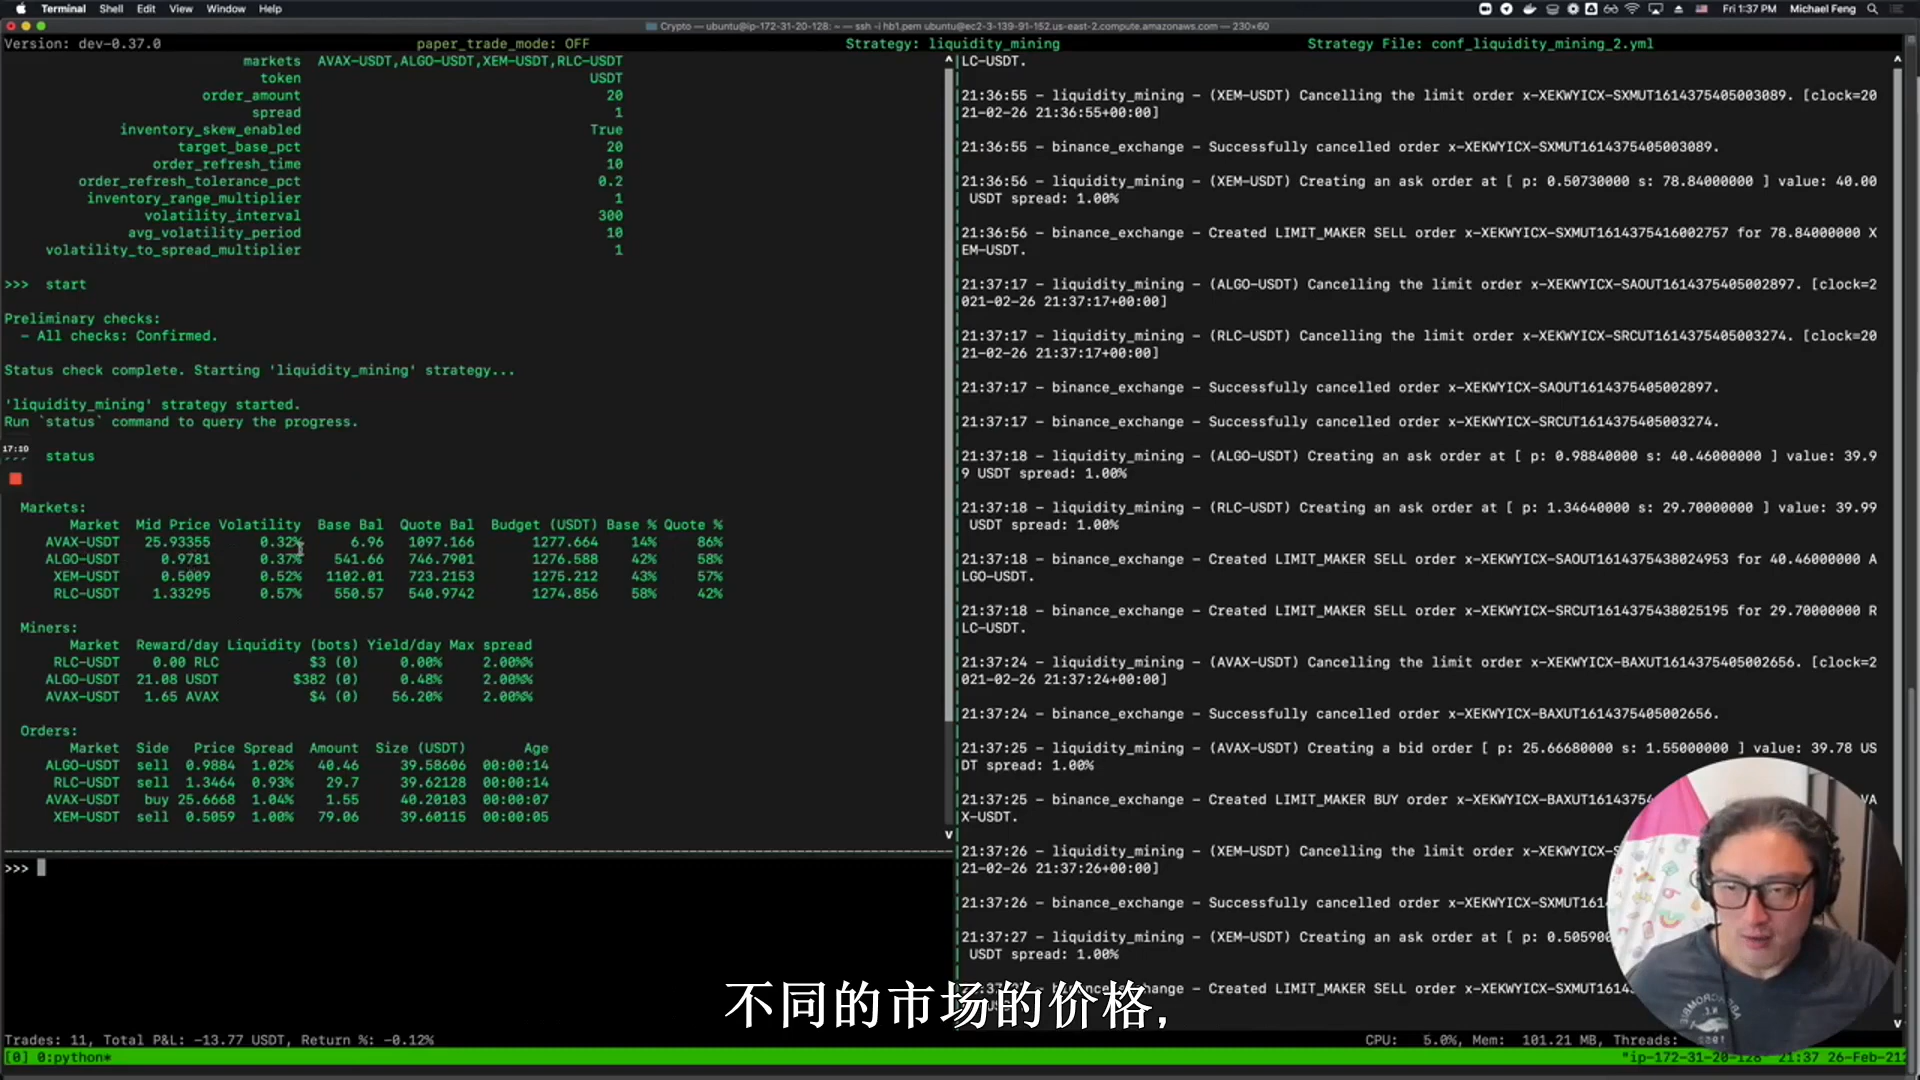 Terminal Shell Edit View Window Help Fri 1:37 PM Michael Feng
Crypto — ubuntu@ip-172-31-20-128: ~ — ssh -i hb1.pem ubuntu@ec2-3-139-91-152.us-east-2.compute.amazonaws.com — 230×60
Version: dev-0.37.0 paper_trade_mode: OFF Strategy: liquidity_mining Strategy File: conf_liquidity_mining_2.yml
markets AVAX-USDT,ALGO-USDT,XEM-USDT,RLC-USDT
token USDT
order_amount 20
spread 1
inventory_skew_enabled True
target_base_pct 20
order_refresh_time 10
order_refresh_tolerance_pct 0.2
inventory_range_multiplier 1
volatility_interval 300
avg_volatility_period 10
volatility_to_spread_multiplier 1
>>> start
Preliminary checks:
- All checks: Confirmed.
Status check complete. Starting 'liquidity_mining' strategy...
'liquidity_mining' strategy started.
Run `status` command to query the progress.
17:10
status
Markets:
Market Mid Price Volatility Base Bal Quote Bal Budget (USDT) Base % Quote %
AVAX-USDT 25.93355 0.32% 6.96 1097.166 1277.664 14% 86%
ALGO-USDT 0.9781 0.37% 541.66 746.7901 1276.588 42% 58%
XEM-USDT 0.5009 0.52% 1102.01 723.2153 1275.212 43% 57%
RLC-USDT 1.33295 0.57% 550.57 540.9742 1274.856 58% 42%
Miners:
Market Reward/day Liquidity (bots) Yield/day Max spread
RLC-USDT 0.00 RLC $3 (0) 0.00% 2.00%%
ALGO-USDT 21.08 USDT $382 (0) 0.48% 2.00%%
AVAX-USDT 1.65 AVAX $4 (0) 56.20% 2.00%%
Orders:
Market Side Price Spread Amount Size (USDT) Age
ALGO-USDT sell 0.9884 1.02% 40.46 39.58606 00:00:14
RLC-USDT sell 1.3464 0.93% 29.7 39.62128 00:00:14
AVAX-USDT buy 25.6668 1.04% 1.55 40.20103 00:00:07
XEM-USDT sell 0.5059 1.00% 79.06 39.60115 00:00:05
>>>
LC-USDT.
21:36:55 - liquidity_mining - (XEM-USDT) Cancelling the limit order x-XEKWYICX-SXMUT1614375405003089. [clock=20
21-02-26 21:36:55+00:00]
21:36:55 - binance_exchange - Successfully cancelled order x-XEKWYICX-SXMUT1614375405003089.
21:36:56 - liquidity_mining - (XEM-USDT) Creating an ask order at [ p: 0.50730000 s: 78.84000000 ] value: 40.00
USDT spread: 1.00%
21:36:56 - binance_exchange - Created LIMIT_MAKER SELL order x-XEKWYICX-SXMUT1614375416002757 for 78.84000000 X
EM-USDT.
21:37:17 - liquidity_mining - (ALGO-USDT) Cancelling the limit order x-XEKWYICX-SAOUT1614375405002897. [clock=2
021-02-26 21:37:17+00:00]
21:37:17 - liquidity_mining - (RLC-USDT) Cancelling the limit order x-XEKWYICX-SRCUT1614375405003274. [clock=20
21-02-26 21:37:17+00:00]
21:37:17 - binance_exchange - Successfully cancelled order x-XEKWYICX-SAOUT1614375405002897.
21:37:17 - binance_exchange - Successfully cancelled order x-XEKWYICX-SRCUT1614375405003274.
21:37:18 - liquidity_mining - (ALGO-USDT) Creating an ask order at [ p: 0.98840000 s: 40.46000000 ] value: 39.9
9 USDT spread: 1.00%
21:37:18 - liquidity_mining - (RLC-USDT) Creating an ask order at [ p: 1.34640000 s: 29.70000000 ] value: 39.99
USDT spread: 1.00%
21:37:18 - binance_exchange - Created LIMIT_MAKER SELL order x-XEKWYICX-SAOUT1614375438024953 for 40.46000000 A
LGO-USDT.
21:37:18 - binance_exchange - Created LIMIT_MAKER SELL order x-XEKWYICX-SRCUT1614375438025195 for 29.70000000 R
LC-USDT.
21:37:24 - liquidity_mining - (AVAX-USDT) Cancelling the limit order x-XEKWYICX-BAXUT1614375405002656. [clock=2
021-02-26 21:37:24+00:00]
21:37:24 - binance_exchange - Successfully cancelled order x-XEKWYICX-BAXUT1614375405002656.
21:37:25 - liquidity_mining - (AVAX-USDT) Creating a bid order [ p: 25.66680000 s: 1.55000000 ] value: 39.78 US
DT spread: 1.00%
21:37:25 - binance_exchange - Created LIMIT_MAKER BUY order x-XEKWYICX-BAXUT16143754 VA
X-USDT.
21:37:26 - liquidity_mining - (XEM-USDT) Cancelling the limit order x-XEKWYICX-S
21-02-26 21:37:26+00:00]
21:37:26 - binance_exchange - Successfully cancelled order x-XEKWYICX-SXMUT16
21:37:27 - liquidity_mining - (XEM-USDT) Creating an ask order at [ p: 0.505900
USDT spread: 1.00%
Created LIMIT_MAKER SELL order x-XEKWYICX-SXMUT14
不同的市场的价格,
Trades: 11, Total P&L: -13.77 USDT, Return %: -0.12% CPU: 5.0%, Mem: 101.21 MB, Threads:
[0] 0:python* "ip-172-31-20-128" 21:37 26-Feb-21